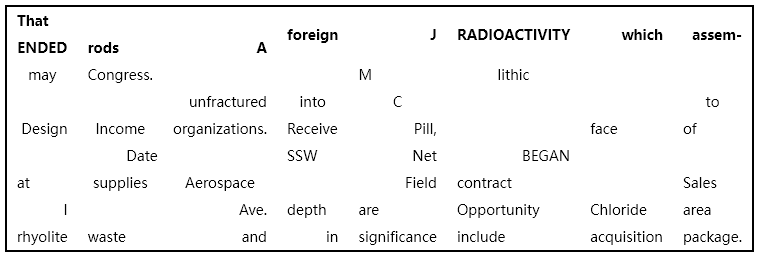 That
ENDED rods A foreign J RADIOACTIVITY which assem-
may Congress. M lithic
unfractured into C to
Design Income organizations. Receive Pill, face of
Date SSW Net BEGAN
at supplies Aerospace Field contract Sales
I Ave. depth are Opportunity Chloride area
rhyolite waste and in significance include acquisition package.